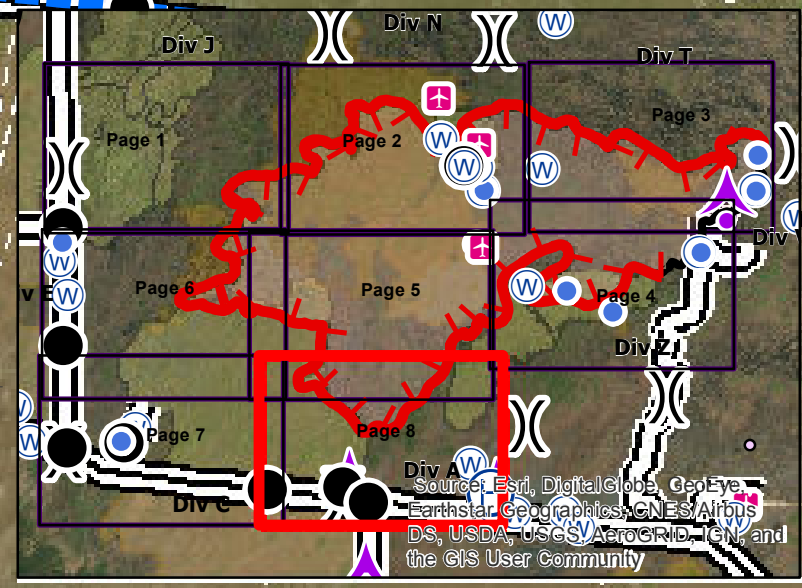 Div N
Div J
Div T
Page 1
Page 2
Page 3
W
W
W
W
Div
W
Page 6
Page 5
W
Page 4
W
Div Z
W
W
W
Page 7
Page 8
Div A
W
Div C
Source: Esri, DigitalGlobe, GeoEye,
Earthstar Geographics, CNES/Airbus
DS, USDA, USGS, AeroGRID, IGN, and
the GIS User Community